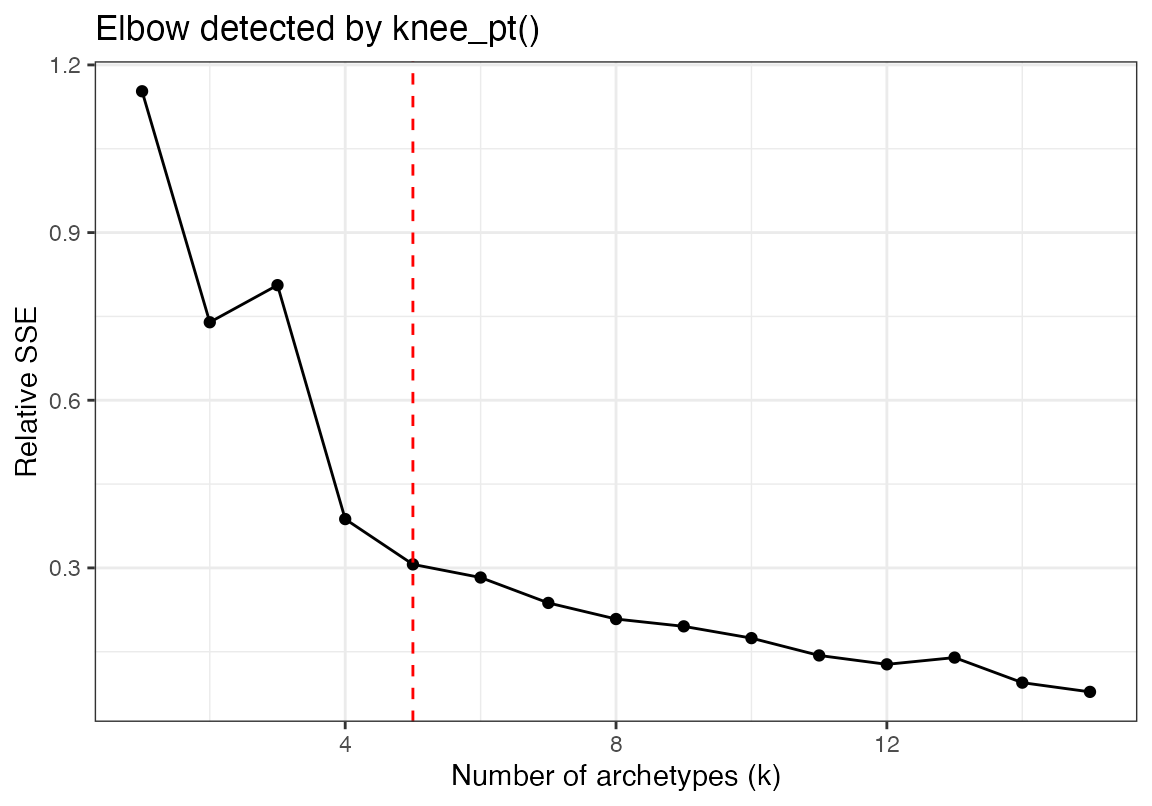 Elbow detected by knee_pt()
1.2
0.9
0.6
0.3
Relative SSE
4 8 12
Number of archetypes (k)